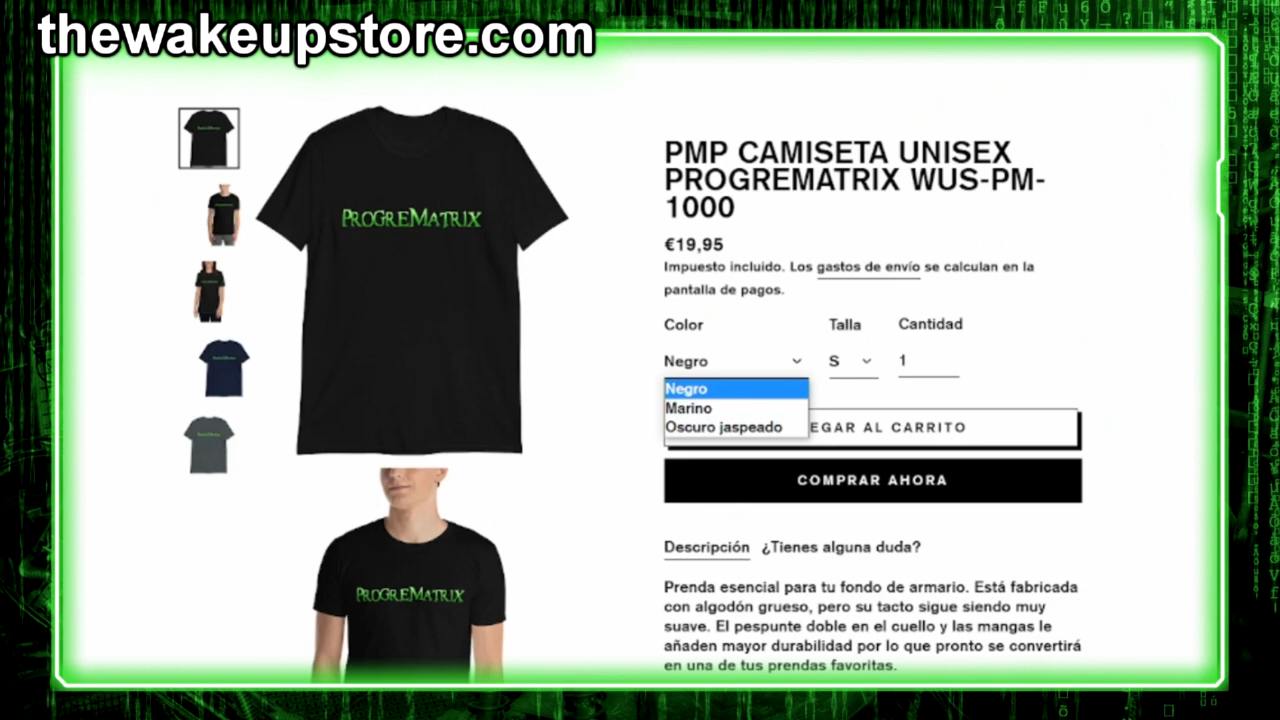 thewakeupstore.com
PROGREMATRIX
PMP CAMISETA UNISEX
PROGREMATRIX WUS-PM-
1000
€19,95
Impuesto incluido. Los gastos de envío se calculan en la
pantalla de pagos.
Color Talla Cantidad
Negro S 1
Negro
Marino
Oscuro jaspeado
EGAR AL CARRITO
COMPRAR AHORA
Descripción ¿Tienes alguna duda?
PROGREMATRIX
Prenda esencial para tu fondo de armario. Está fabricada
con algodón grueso, pero su tacto sigue siendo muy
suave. El pespunte doble en el cuello y las mangas le
añaden mayor durabilidad por lo que pronto se convertirá
en una de tus prendas favoritas.